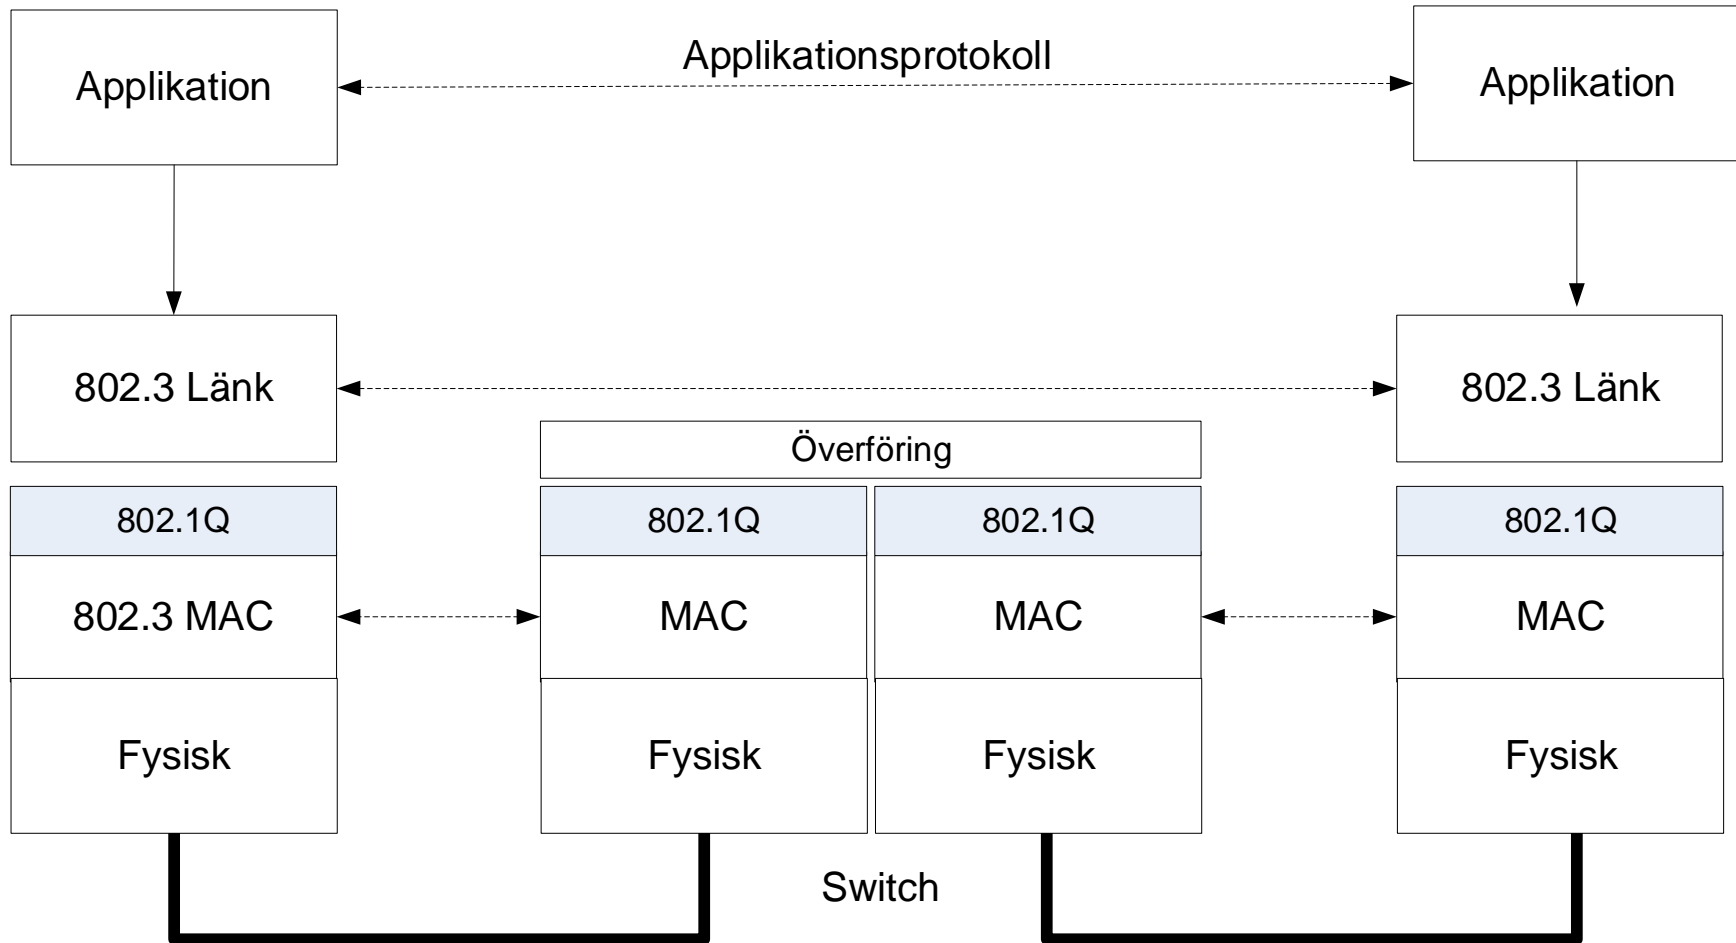 Applikation
Applikationsprotokoll
Applikation
802.3 Länk
802.3 Länk
Överföring
802.1Q
802.1Q
802.1Q
802.1Q
802.3 MAC
MAC
MAC
MAC
Fysisk
Fysisk
Fysisk
Fysisk
Switch